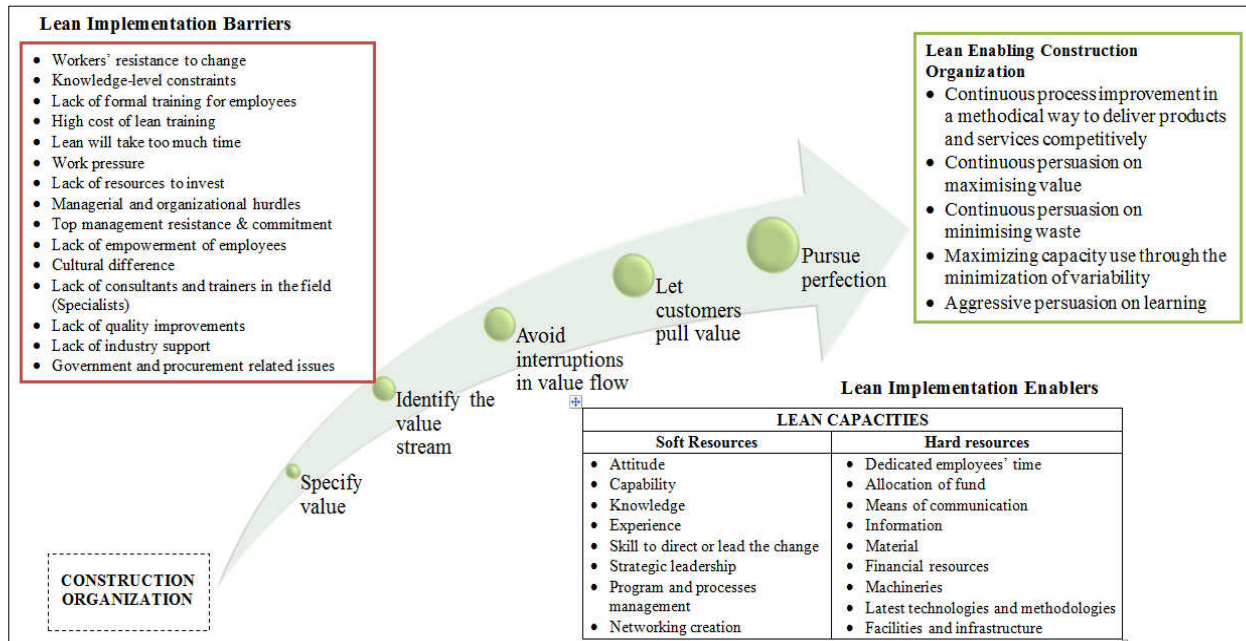 Lean Implementation Barriers
• Workers' resistance to change
• Knowledge-level constraints
• Lack of formal training for employees
• High cost of lean training
• Lean will take too much time
• Work pressure
• Lack of resources to invest
• Managerial and organizational hurdles
• Top management resistance & commitment
• Lack of empowerment of employees
• Cultural difference
• Lack of consultants and trainers in the field
(Specialists)
• Lack of quality improvements
• Lack of industry support
• Government and procurement related issues
Lean Enabling Construction
Organization
• Continuous process improvement in
a methodical way to deliver products
and services competitively
• Continuous persuasion on
maximising value
• Continuous persuasion on
minimising waste
• Maximizing capacity use through the
minimization of variability
• Aggressive persuasion on learning
Pursue
perfection
Let
customers
pull value
Avoid
interruptions
in value flow
Identify the
value
stream
Specify
value
CONSTRUCTION
ORGANIZATION
Lean Implementation Enablers
LEAN CAPACITIES
Soft Resources
• Attitude
• Capability
• Knowledge
• Experience
• Skill to direct or lead the change
• Strategic leadership
• Program and processes
management
• Networking creation
Hard resources
• Dedicated employees' time
• Allocation of fund
• Means of communication
• Information
• Material
• Financial resources
• Machineries
• Latest technologies and methodologies
• Facilities and infrastructure